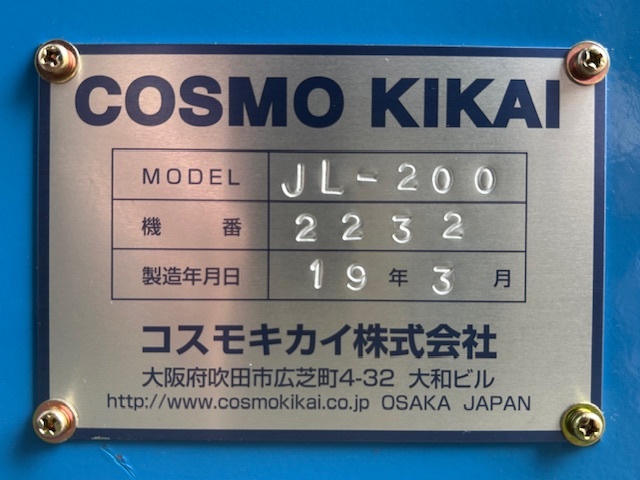 COSMO KIKAI
MODEL JL-200
機番 2232
製造年月日 19年3月
コスモキカイ株式会社
大阪府吹田市広芝町4-32 大和ビル
http://www.cosmokikai.co.jp OSAKA JAPAN